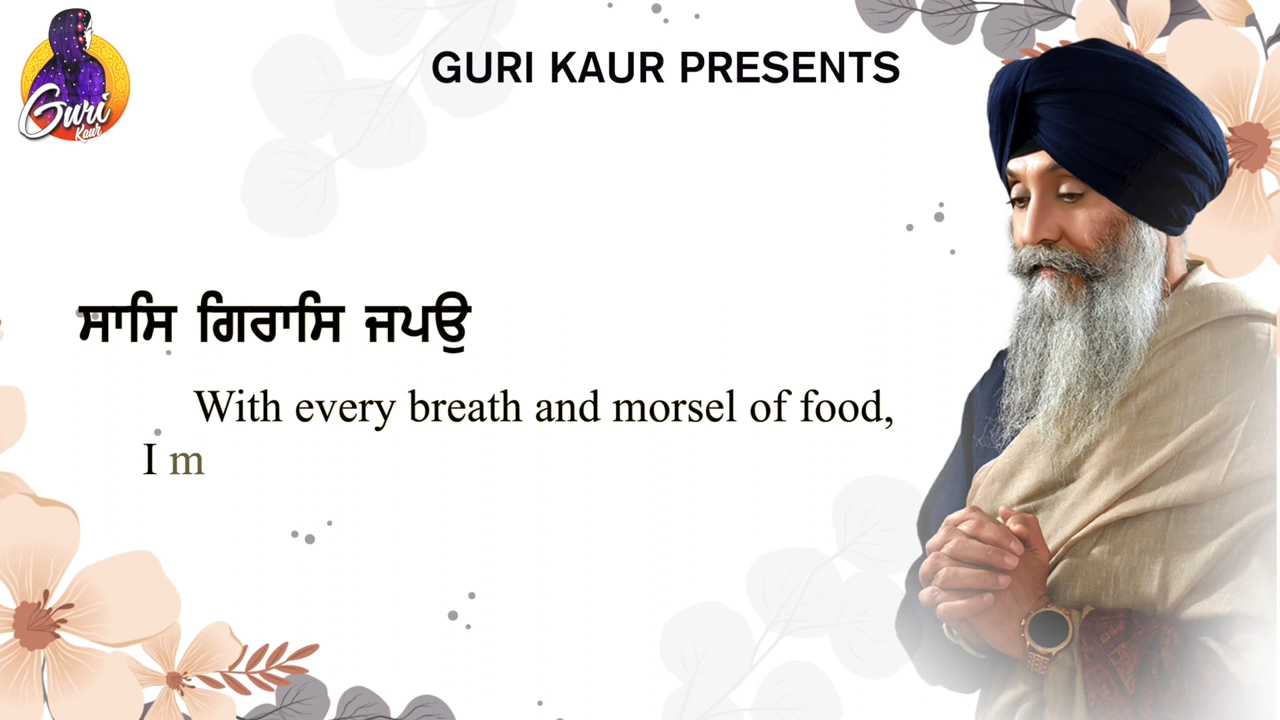 Guri
Kaur
GURI KAUR PRESENTS
ਸਾਸਿ ਗਿਰਾਸਿ ਜਪਉ
With every breath and morsel of food,
I m